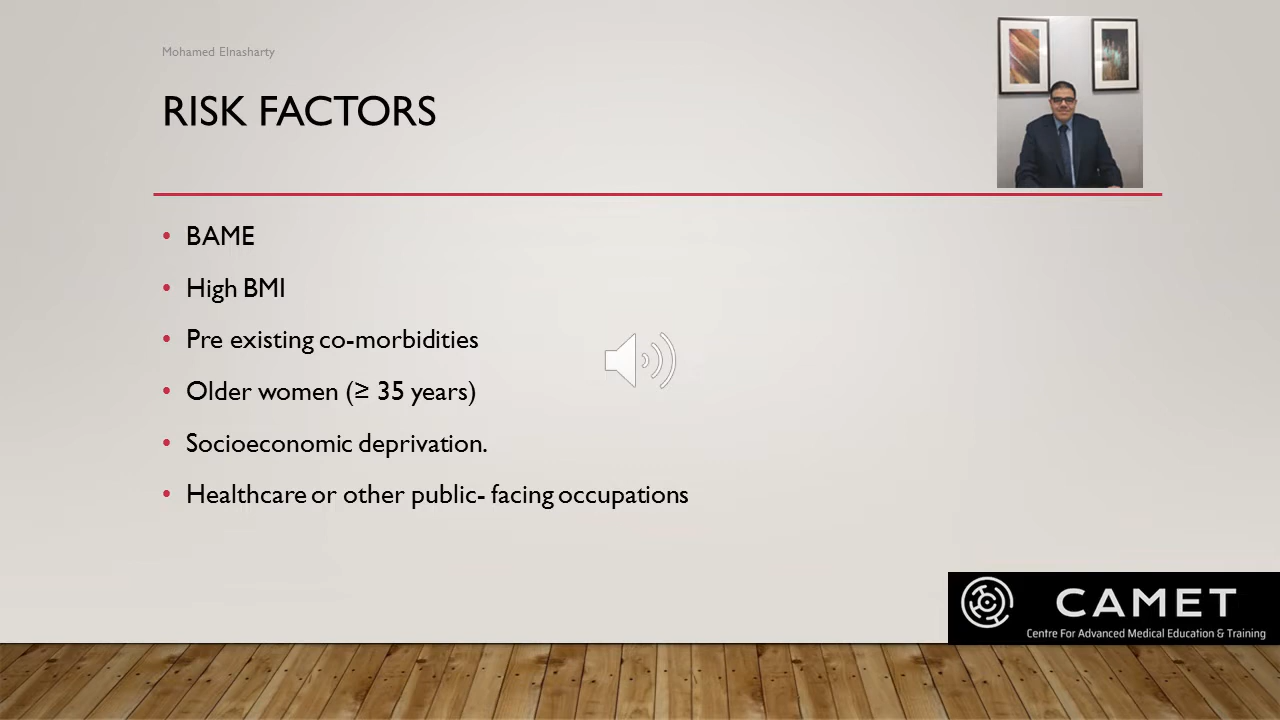 Mohamed Elnasharty
RISK FACTORS
• BAME
• High BMI
• Pre existing co-morbidities
• Older women (≥ 35 years)
• Socioeconomic deprivation.
• Healthcare or other public- facing occupations
CAMET
Centre For Advanced Medical Education & Training